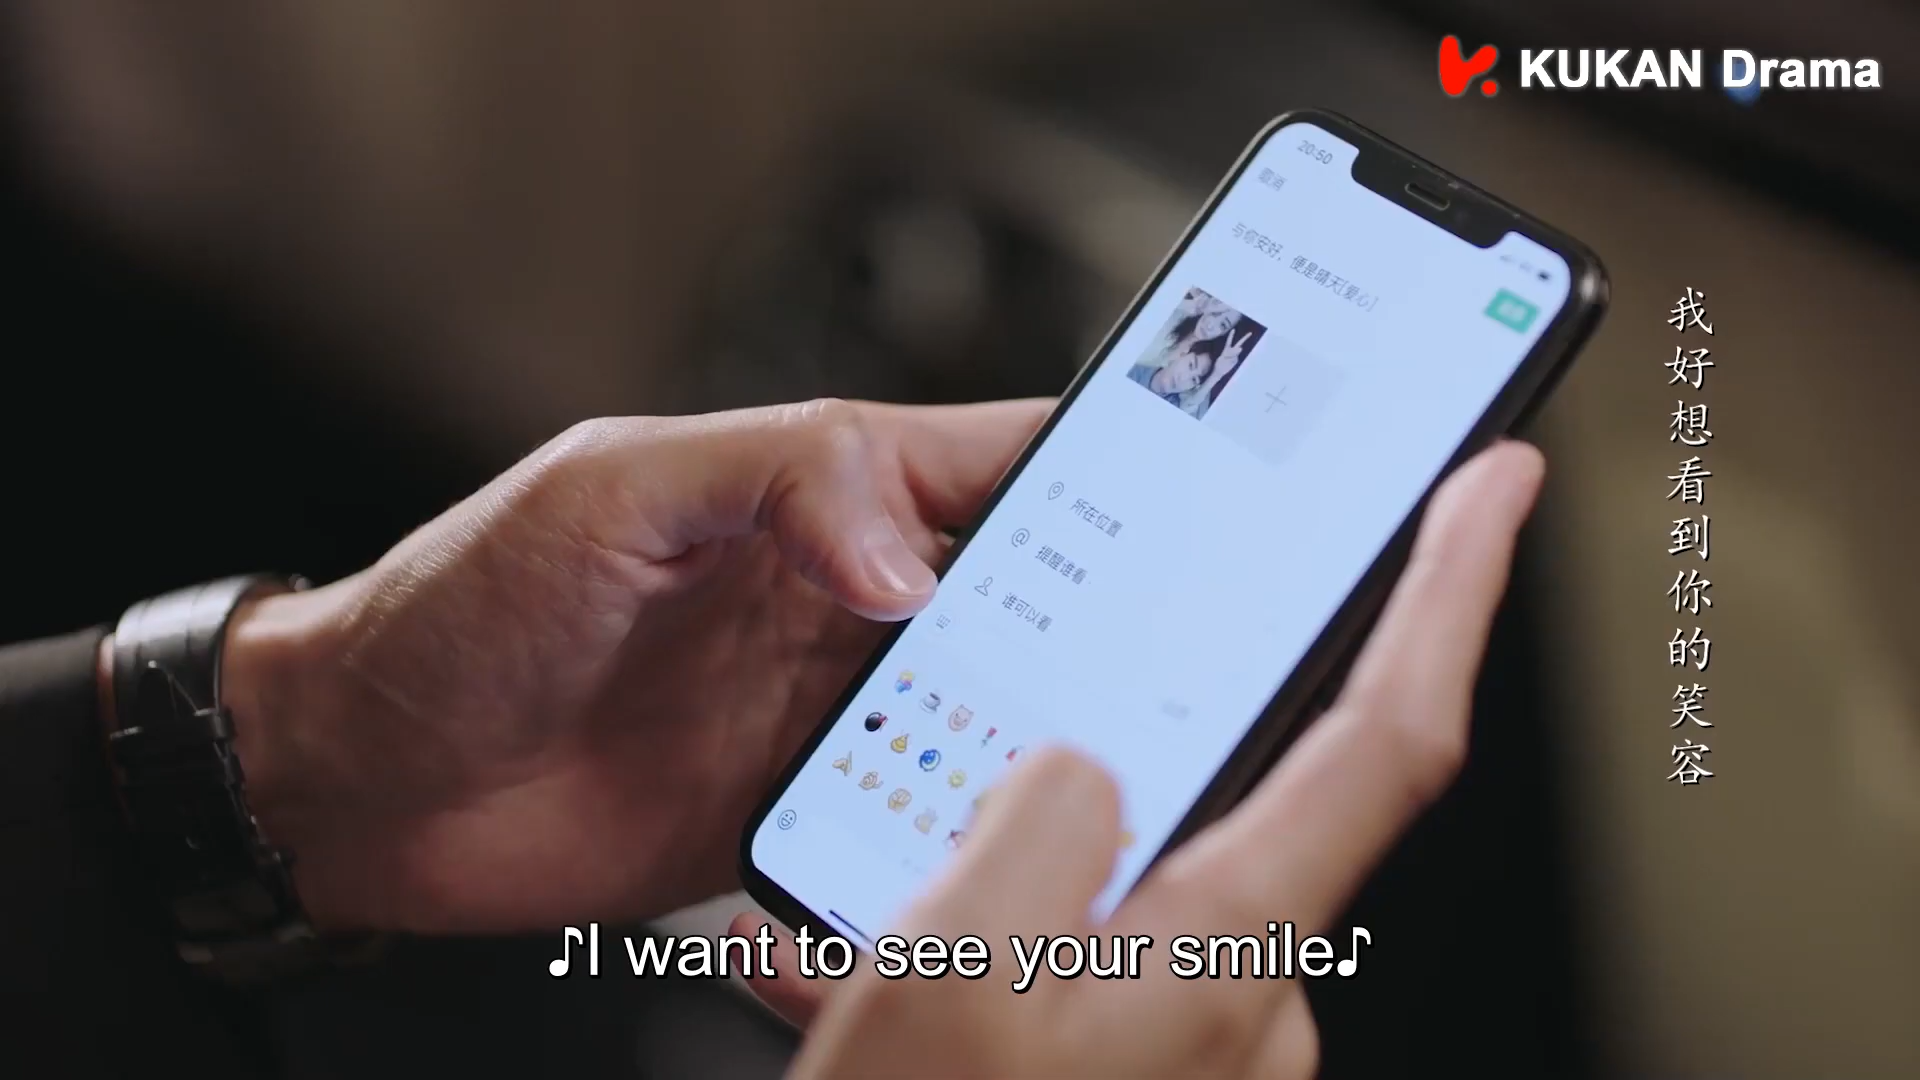 KUKAN Drama
20:50
取消
与你安好，便是晴天[爱心]
所在位置
@ 提醒谁看
谁可以看
我好想看到你的笑容
♪I want to see your smile♪